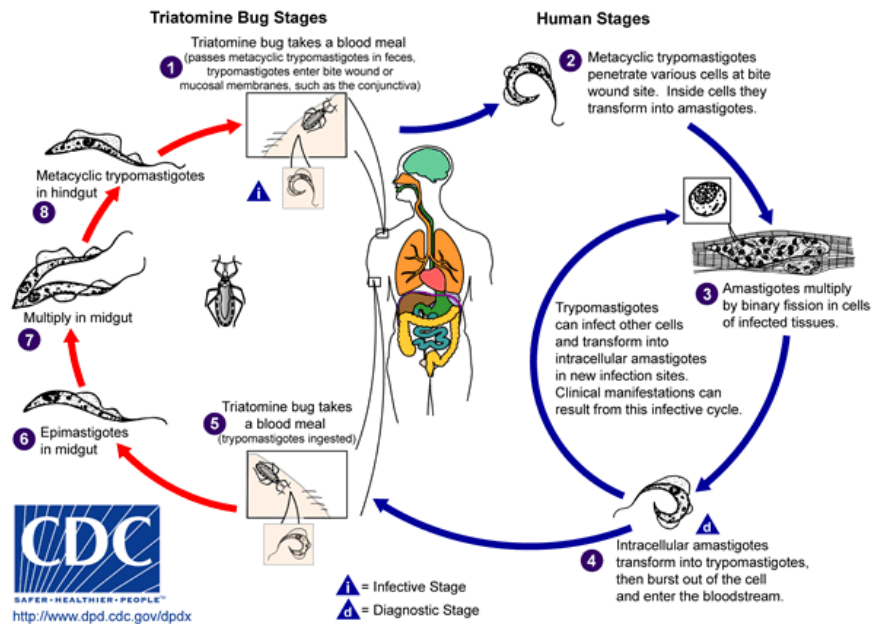 Triatomine Bug Stages
Human Stages
1
Triatomine bug takes a blood meal
(passes metacyclic trypomastigotes in feces,
trypomastigotes enter bite wound or
mucosal membranes, such as the conjunctiva)
i
2
Metacyclic trypomastigotes
penetrate various cells at bite
wound site. Inside cells they
transform into amastigotes.
3
Amastigotes multiply
by binary fission in cells
of infected tissues.
Trypomastigotes
can infect other cells
and transform into
intracellular amastigotes
in new infection sites.
Clinical manifestations can
result from this infective cycle.
d
4
Intracellular amastigotes
transform into trypomastigotes,
then burst out of the cell
and enter the bloodstream.
5
Triatomine bug takes
a blood meal
(trypomastigotes ingested)
6
Epimastigotes
in midgut
Multiply in midgut
7
Metacyclic trypomastigotes
in hindgut
8
CDC
SAFER•HEALTHIER•PEOPLE™
http://www.dpd.cdc.gov/dpdx
i = Infective Stage
d = Diagnostic Stage